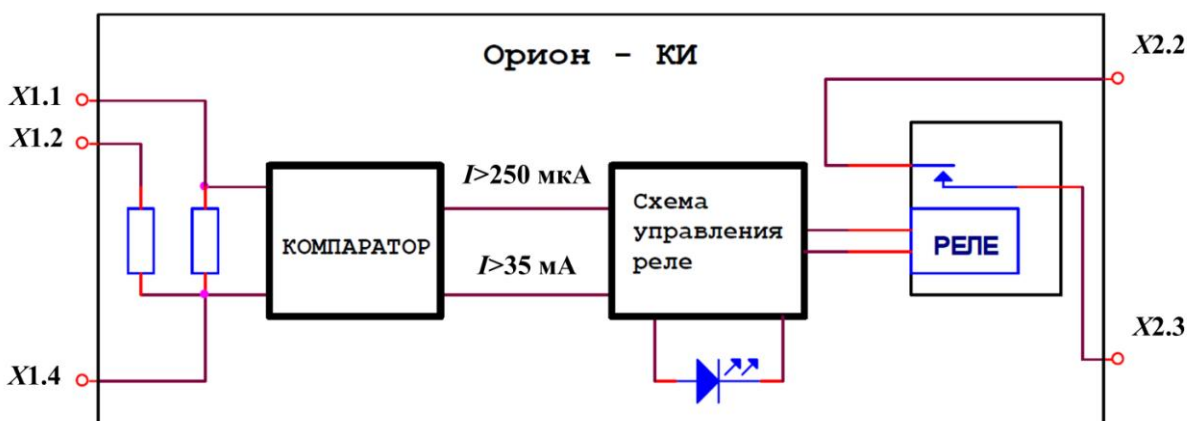 Орион - КИ
X2.2
X1.1
X1.2
I>250 мкА
КОМПАРАТОР
I>35 мА
Схема
управления
реле
РЕЛЕ
X2.3
X1.4